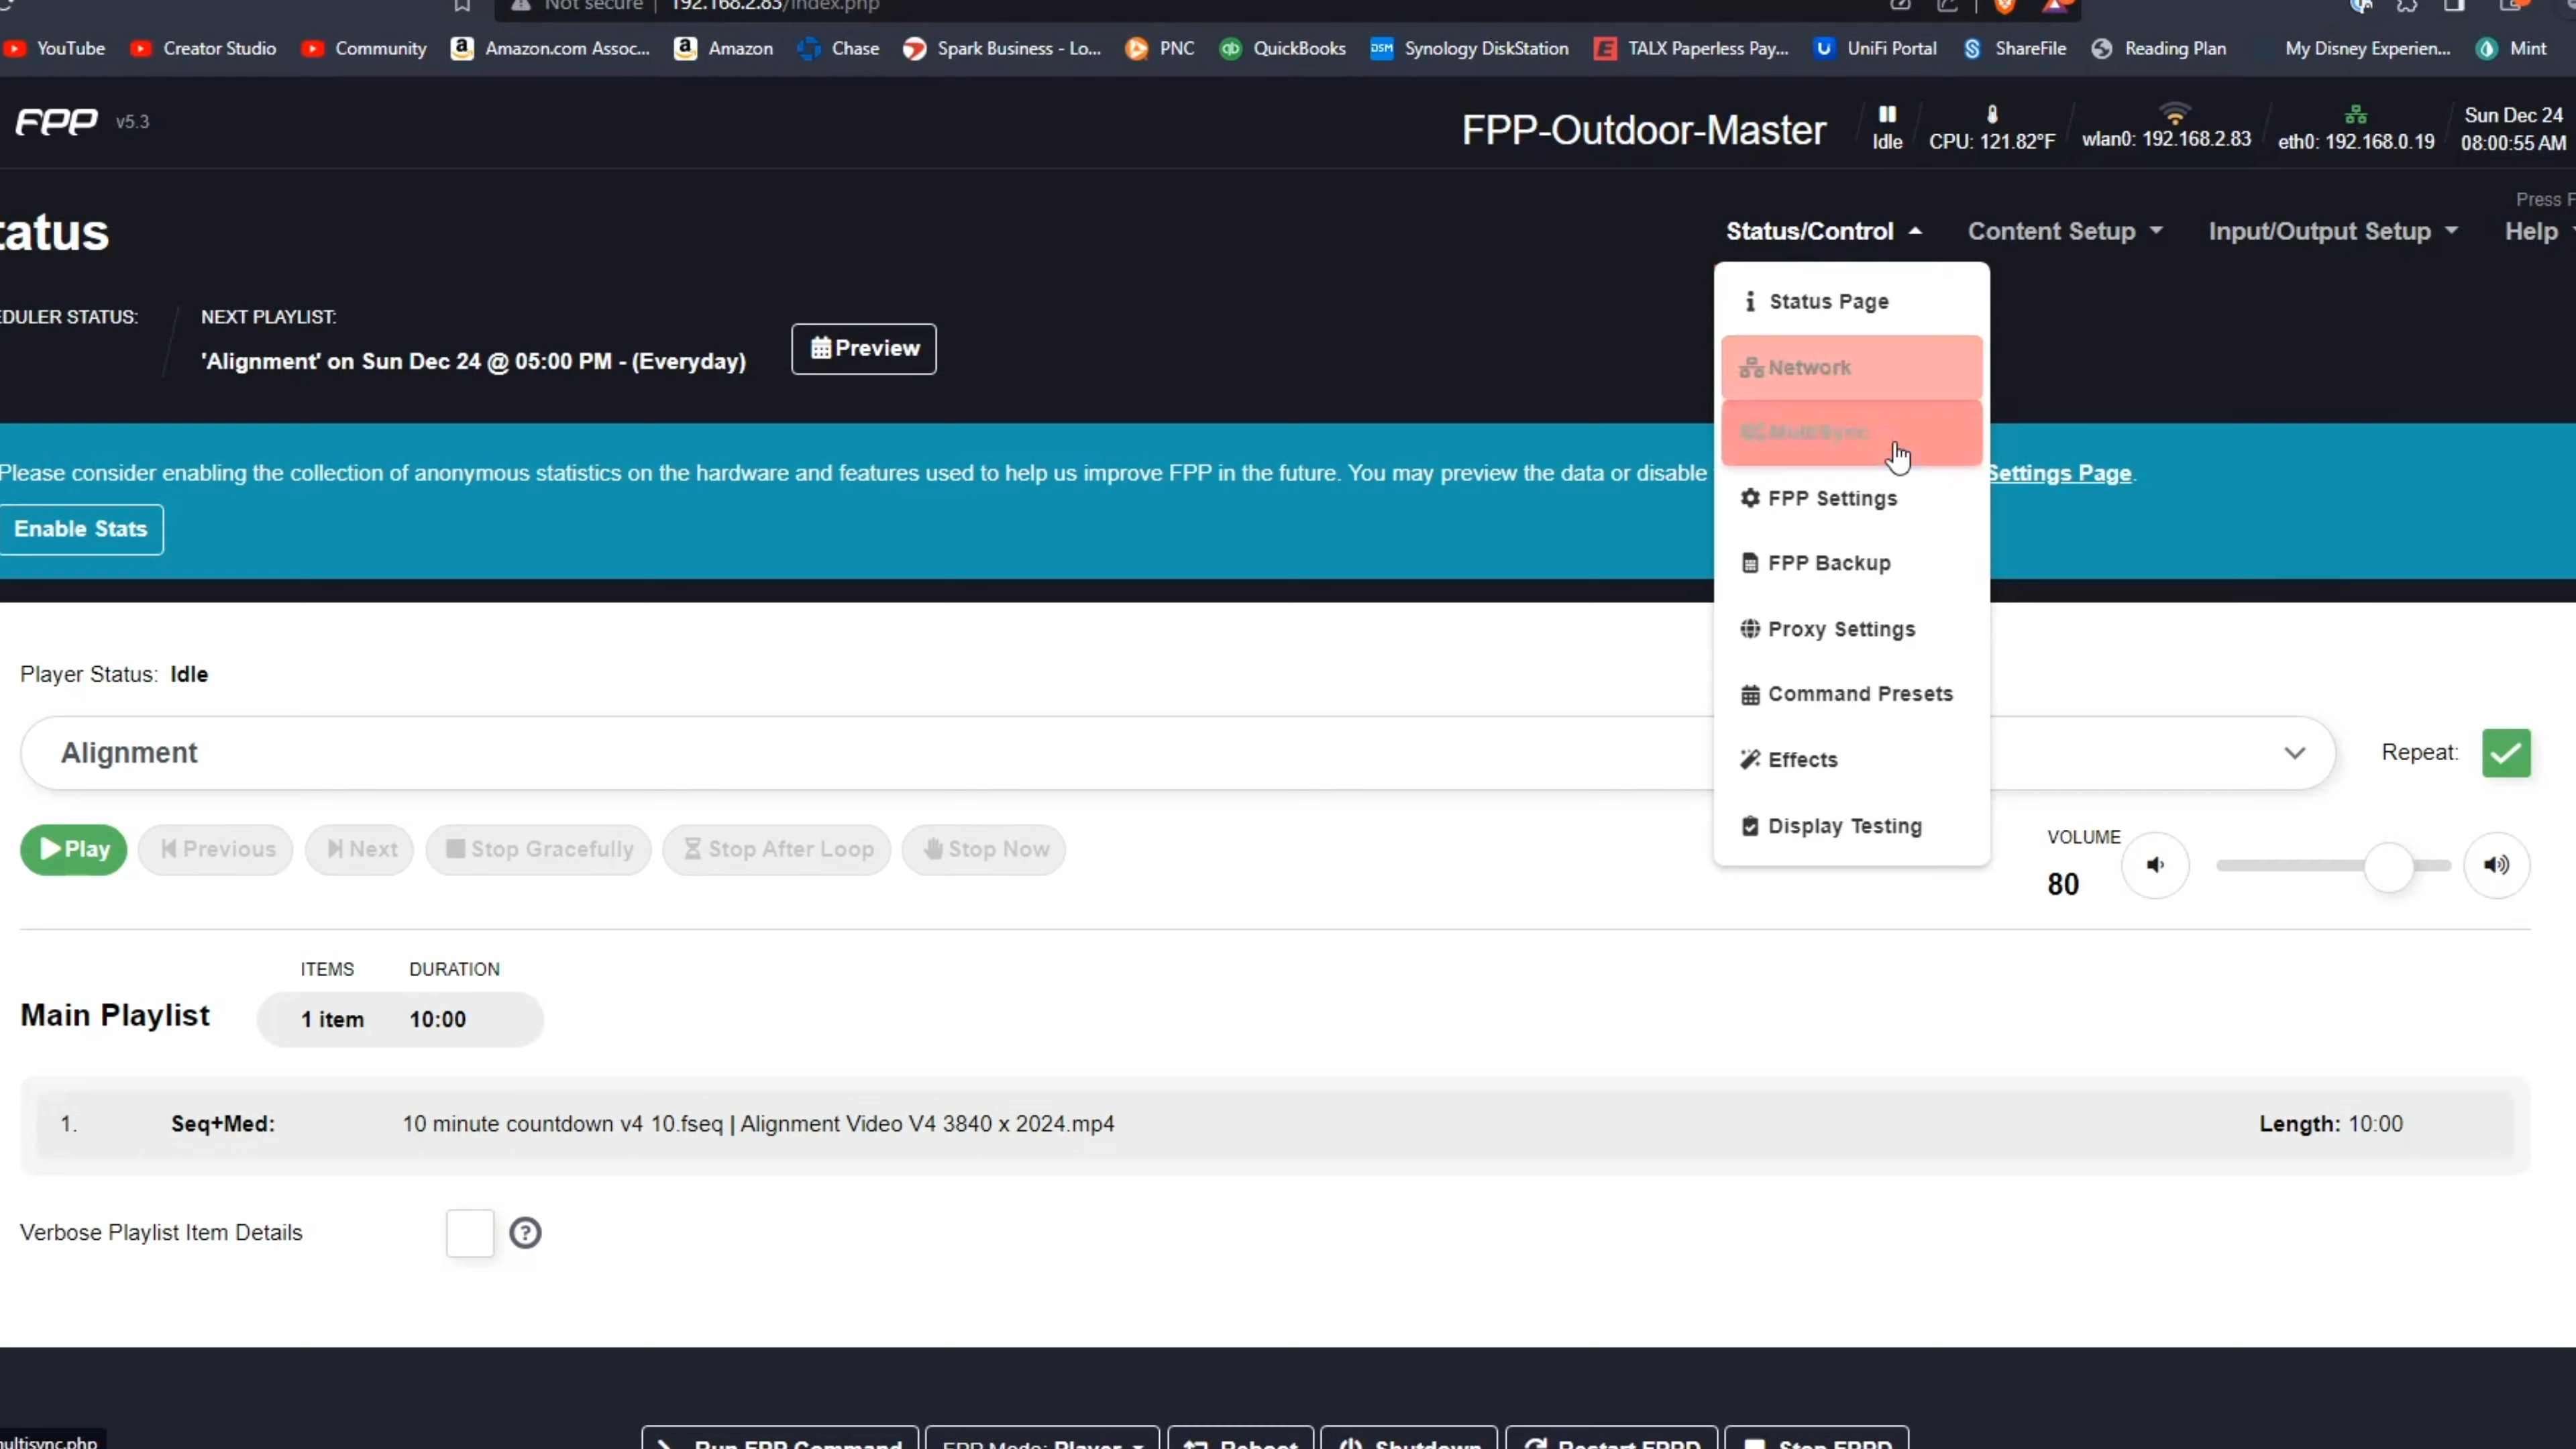 Not secure | 192.168.2.83/index.php
YouTube Creator Studio Community Amazon.com Assoc... Amazon Chase Spark Business - Lo... PNC QuickBooks DSM Synology DiskStation TALX Paperless Pay... UniFi Portal ShareFile Reading Plan My Disney Experien... Mint
FPP v5.3
FPP-Outdoor-Master
Idle
CPU: 121.82°F
wlan0: 192.168.2.83
eth0: 192.168.0.19
Sun Dec 24
08:00:55 AM
Press F
tatus
Status/Control Content Setup Input/Output Setup Help
EDULER STATUS:
NEXT PLAYLIST:
'Alignment' on Sun Dec 24 @ 05:00 PM - (Everyday)
Preview
Status Page
Network
MultiSync
FPP Settings
FPP Backup
Proxy Settings
Command Presets
Effects
Display Testing
Please consider enabling the collection of anonymous statistics on the hardware and features used to help us improve FPP in the future. You may preview the data or disable
Settings Page.
Enable Stats
Player Status: Idle
Alignment
Repeat:
Play Previous Next Stop Gracefully Stop After Loop Stop Now
VOLUME
80
ITEMS DURATION
Main Playlist 1 item 10:00
1. Seq+Med: 10 minute countdown v4 10.fseq | Alignment Video V4 3840 x 2024.mp4 Length: 10:00
Verbose Playlist Item Details
Run FPP Command FPP Mode: Player Reboot Shutdown Restart FPPD Stop FPPD
multisync.php